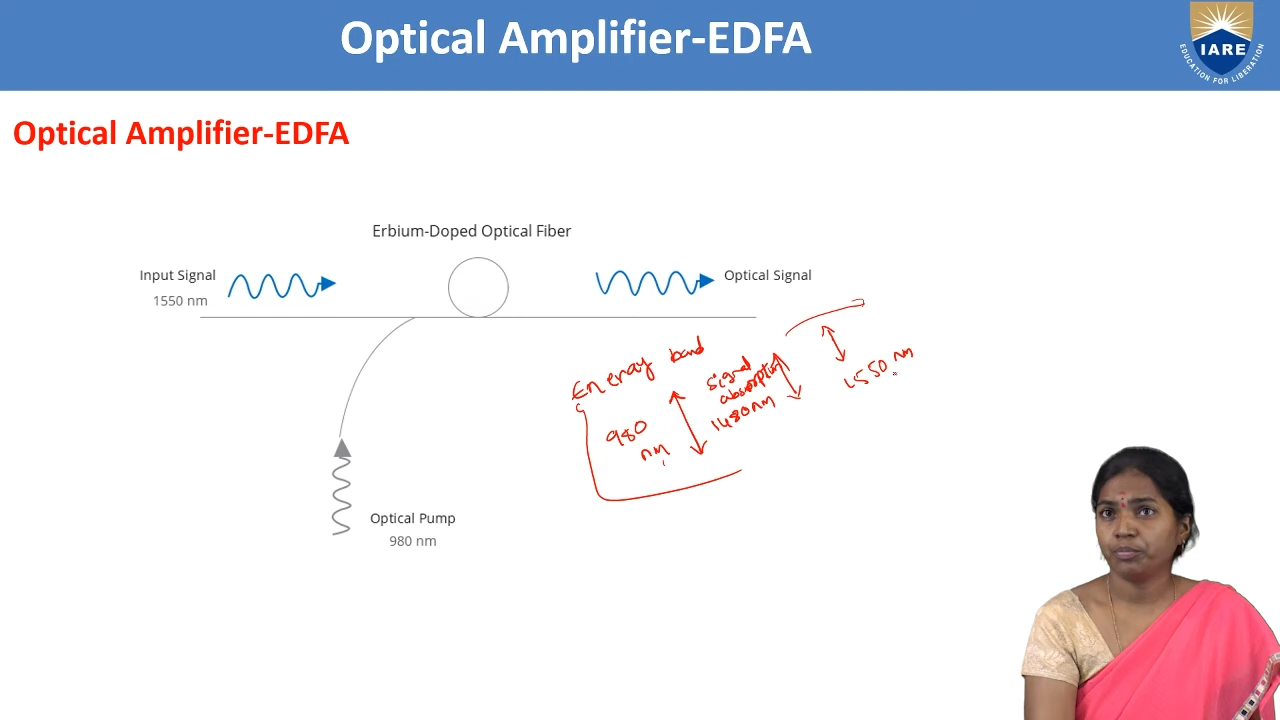 Optical Amplifier-EDFA
IARE
EDUCATION FOR LIBERATION
Optical Amplifier-EDFA
Erbium-Doped Optical Fiber
Input Signal
1550 nm
Optical Signal
Energy band
980
nm
Signal
absorption
1480nm
1550 nm
Optical Pump
980 nm